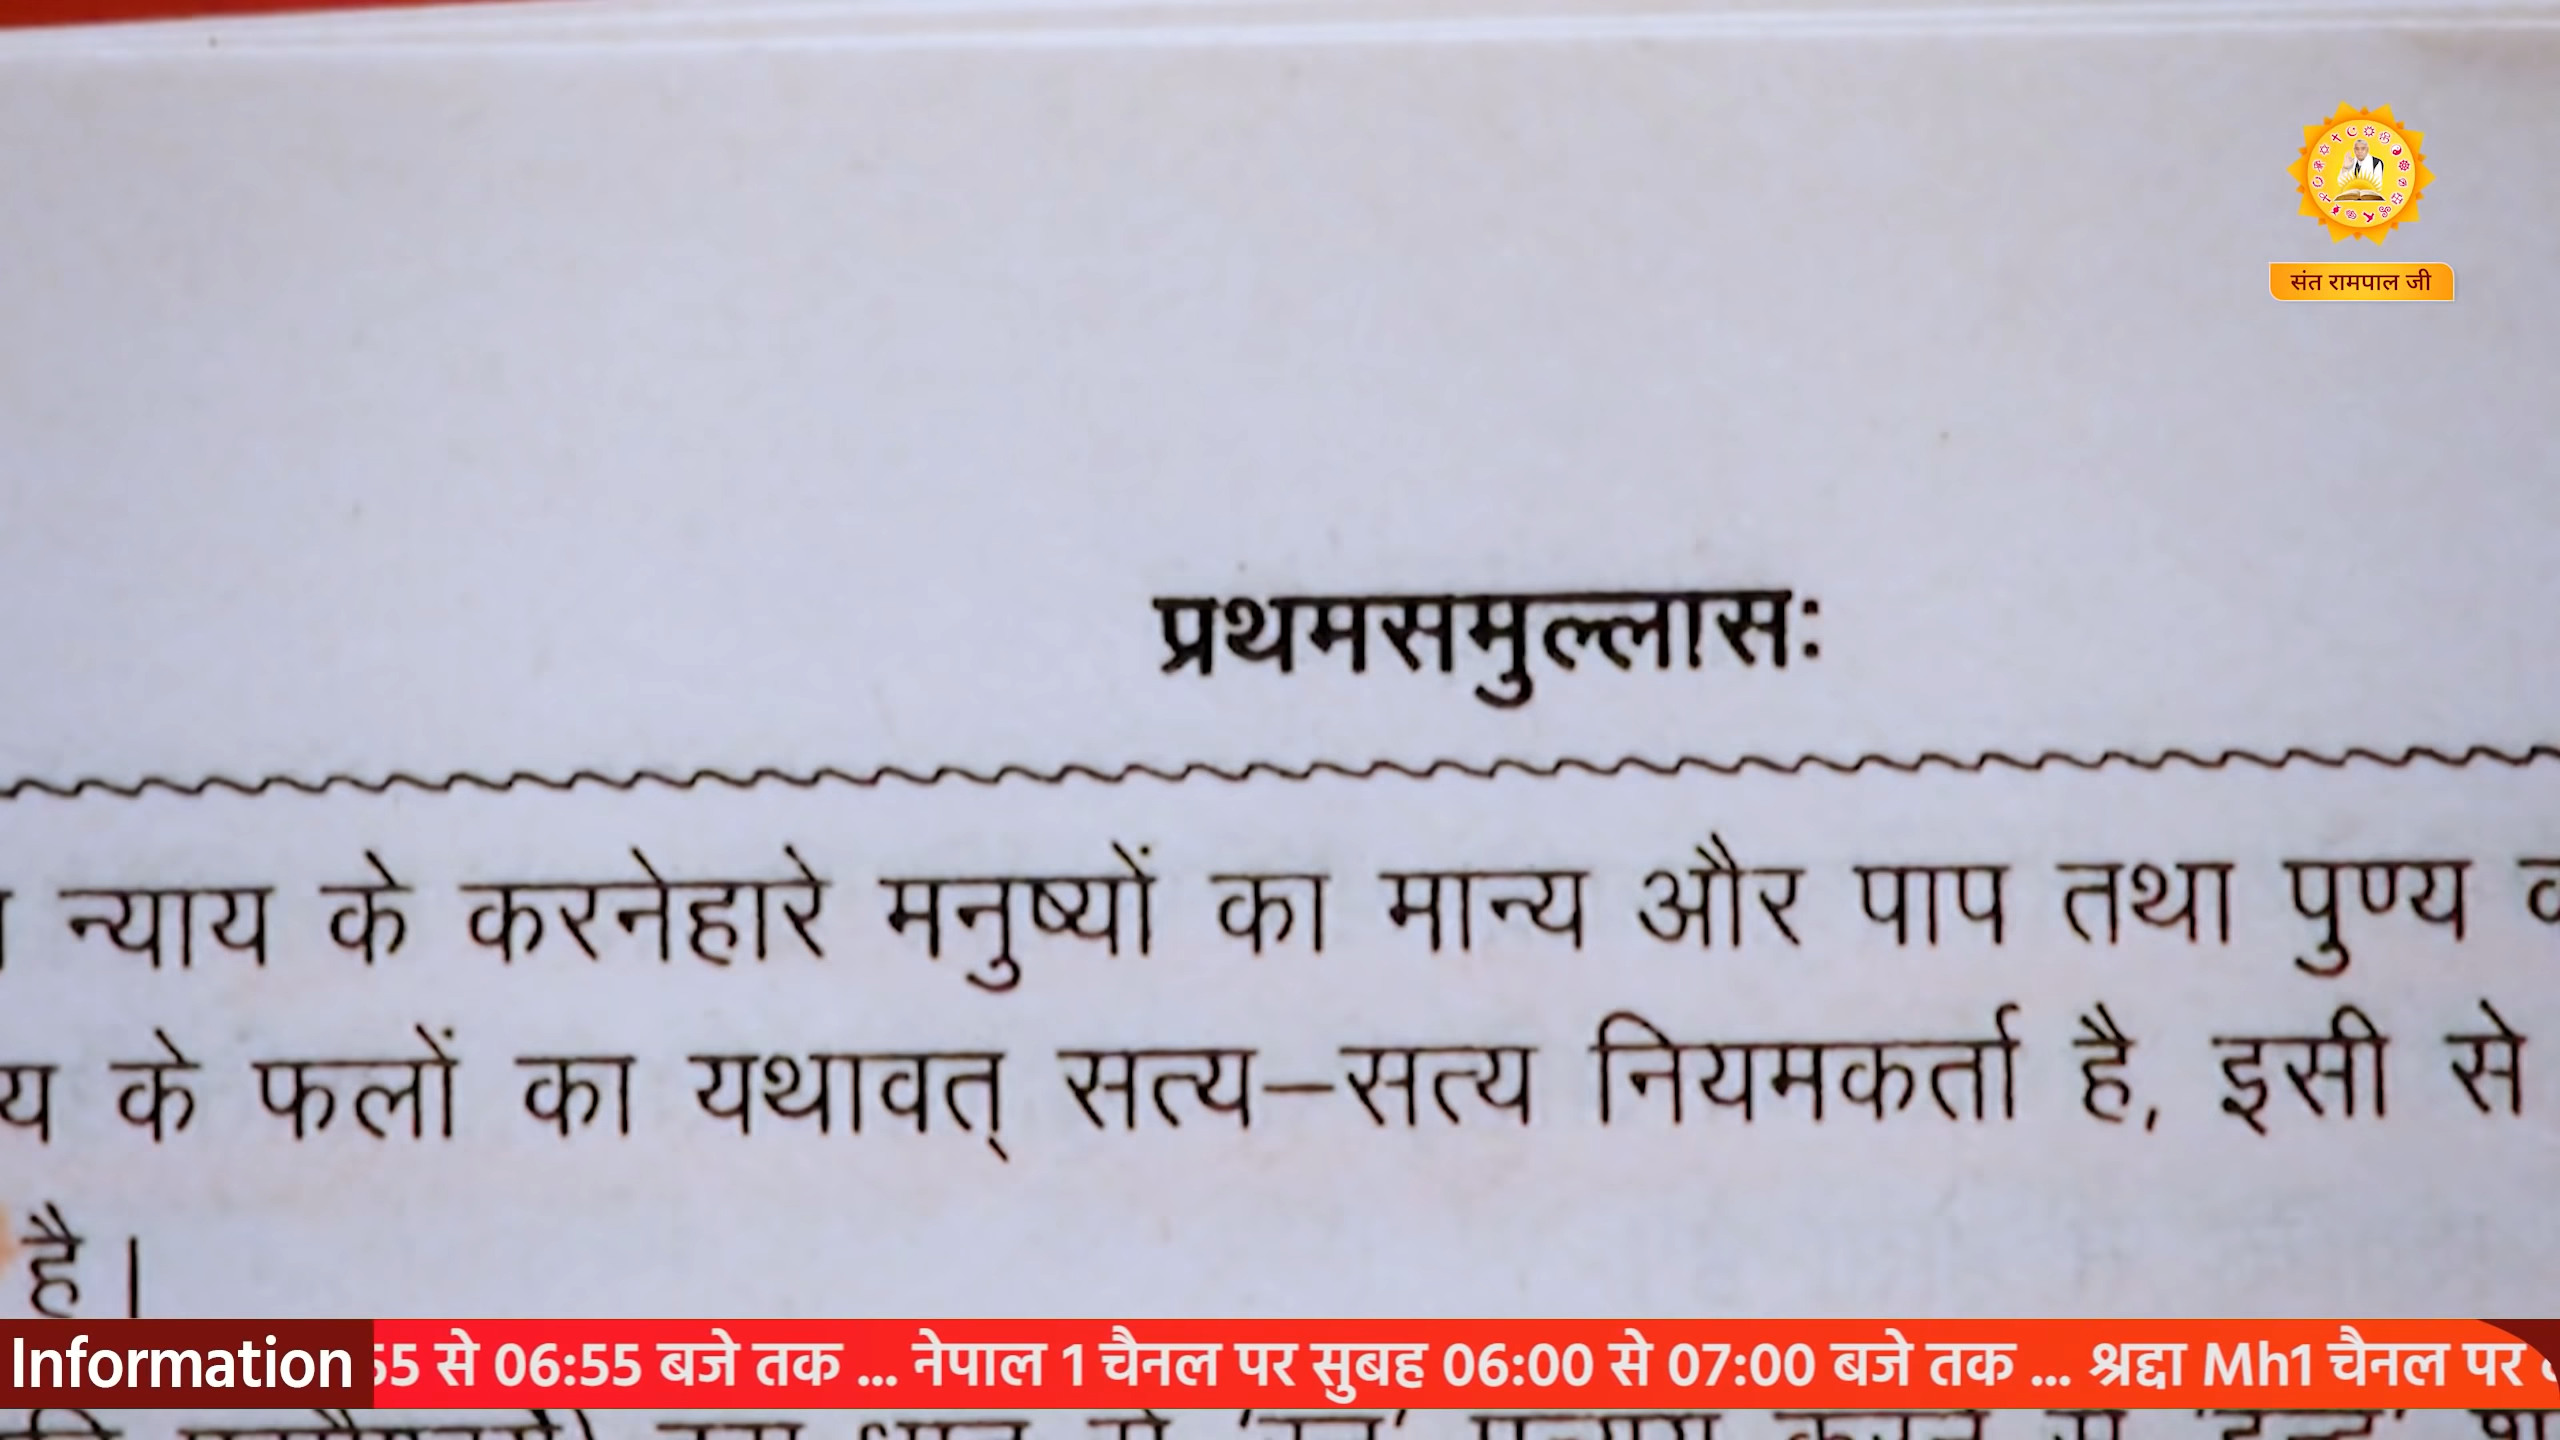 संत रामपाल जी
प्रथमसमुल्लासः
न्याय के करनेहारे मनुष्यों का मान्य और पाप तथा पुण्य
के फलों का यथावत् सत्य–सत्य नियमकर्ता है, इसी से
है।
Information 55 से 06:55 बजे तक ... नेपाल 1 चैनल पर सुबह 06:00 से 07:00 बजे तक ... श्रद्दा Mh1 चैनल पर